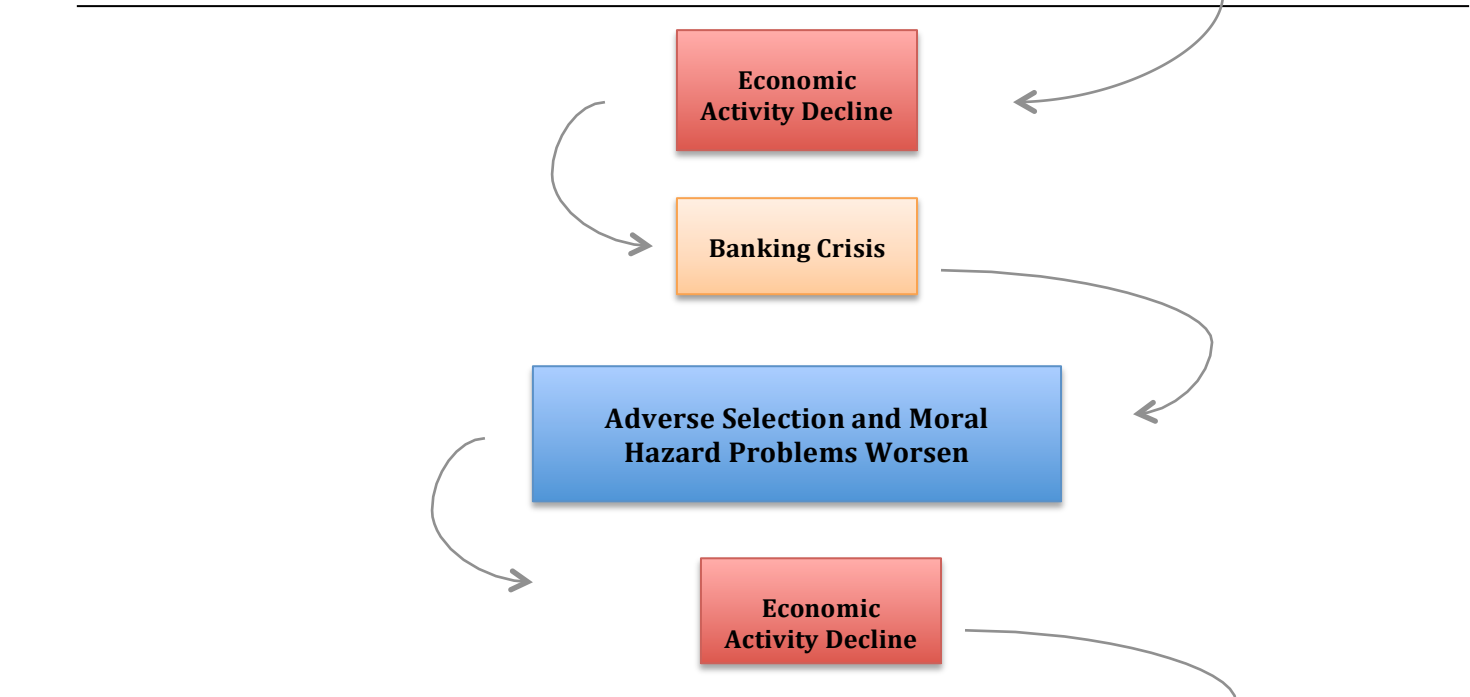 Economic
Activity Decline
Banking Crisis
Adverse Selection and Moral
Hazard Problems Worsen
Economic
Activity Decline